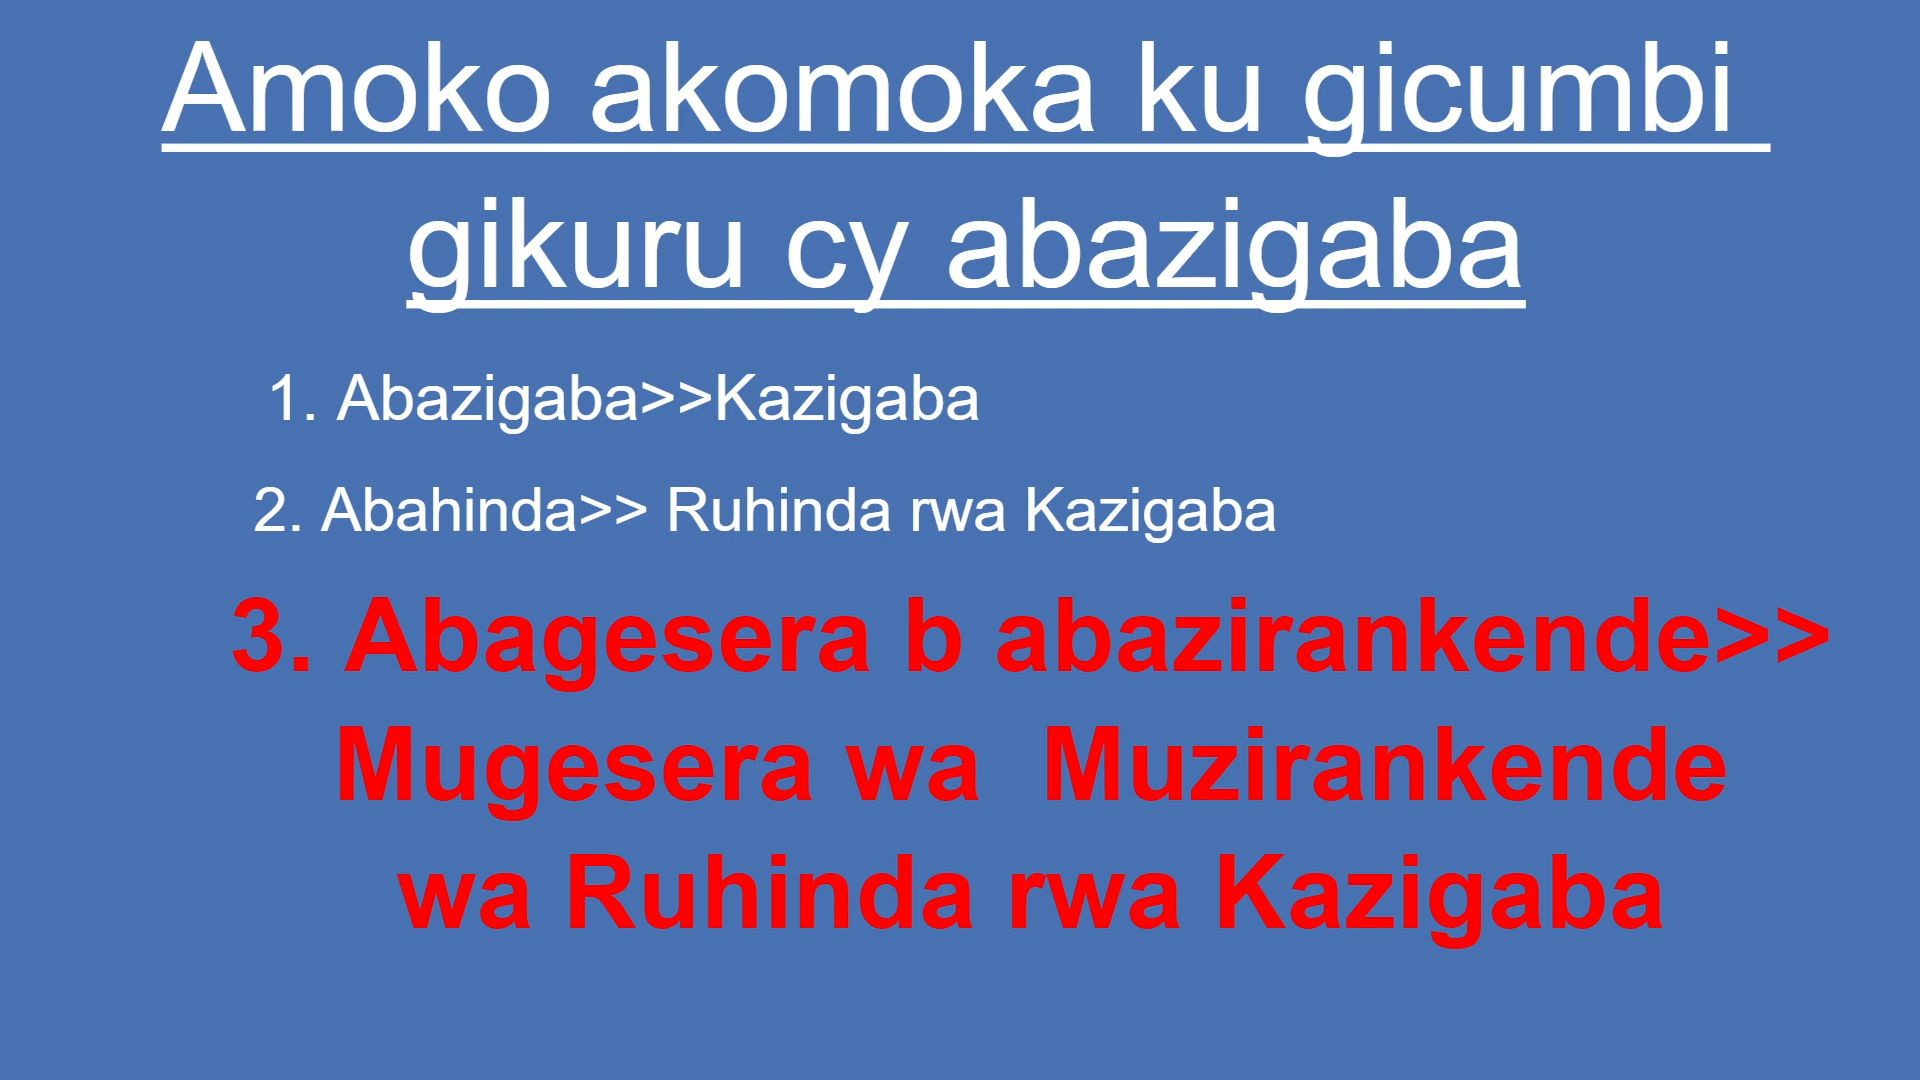 Amoko akomoka ku gicumbi
gikuru cy abazigaba
1. Abazigaba>>Kazigaba
2. Abahinda>> Ruhinda rwa Kazigaba
3. Abagesera b abazirankende>>
Mugesera wa  Muzirankende
wa Ruhinda rwa Kazigaba